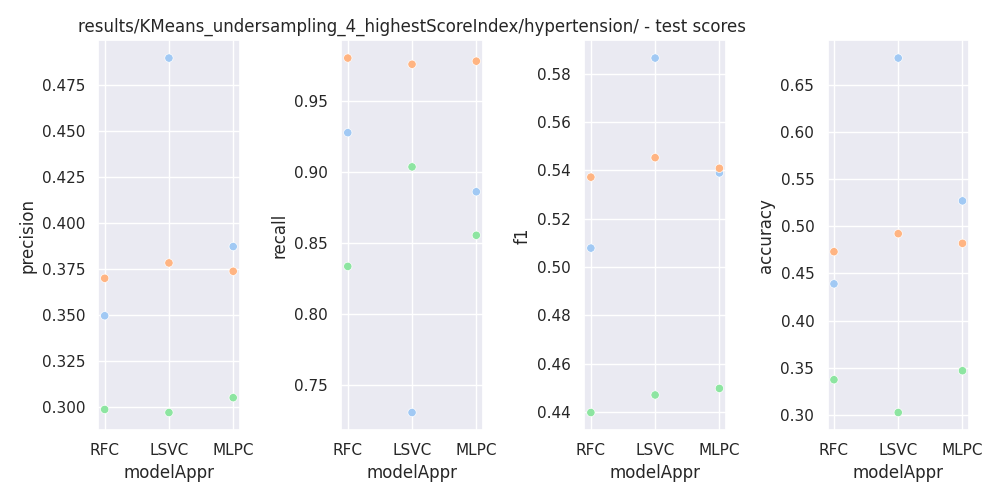 results/KMeans_undersampling_4_highestScoreIndex/hypertension/ - test scores
precision
0.475
0.450
0.425
0.400
0.375
0.350
0.325
0.300
RFC LSVC MLPC
modelAppr
recall
0.95
0.90
0.85
0.80
0.75
RFC LSVC MLPC
modelAppr
f1
0.58
0.56
0.54
0.52
0.50
0.48
0.46
0.44
RFC LSVC MLPC
modelAppr
accuracy
0.65
0.60
0.55
0.50
0.45
0.40
0.35
0.30
RFC LSVC MLPC
modelAppr